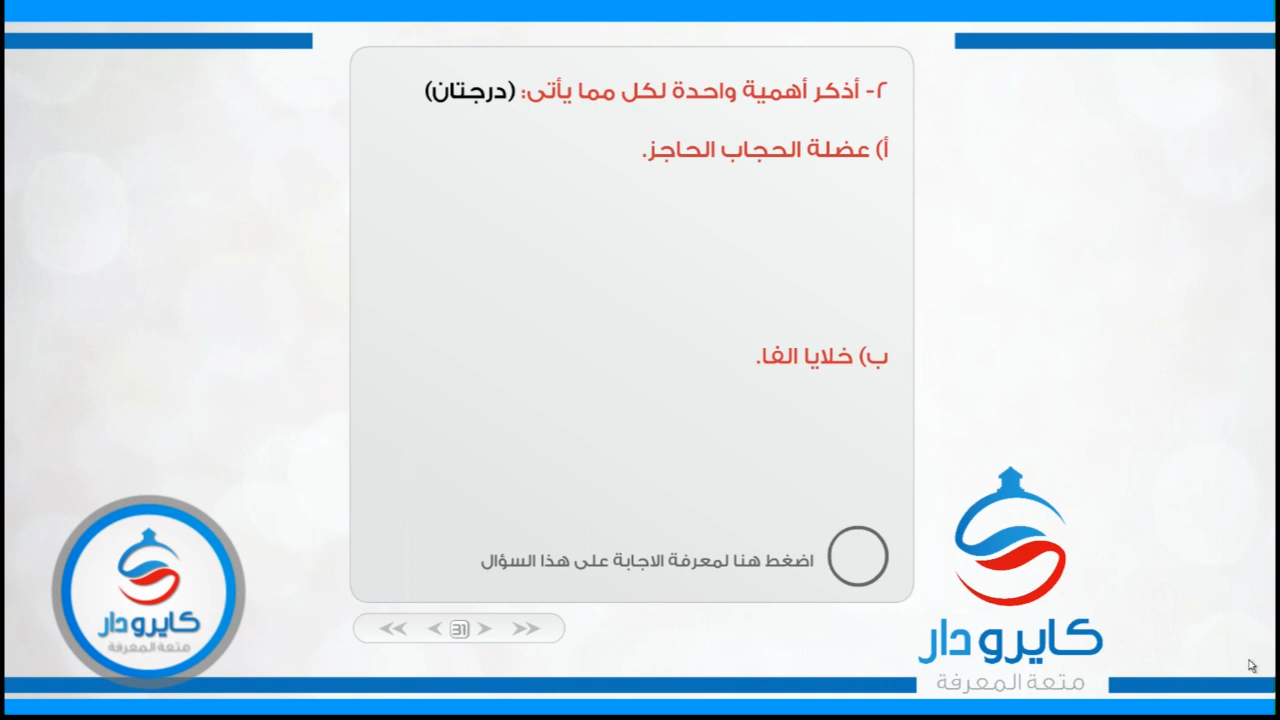 ٢- أذكر أهمية واحدة لكل مما يأتى: (درجتان)
أ) عضلة الحجاب الحاجز.
ب) خلايا الفا.
اضغط هنا لمعرفة الاجابة على هذا السؤال
31
كايرو دار
متعة المعرفة
كايرو دار
متعة المعرفة